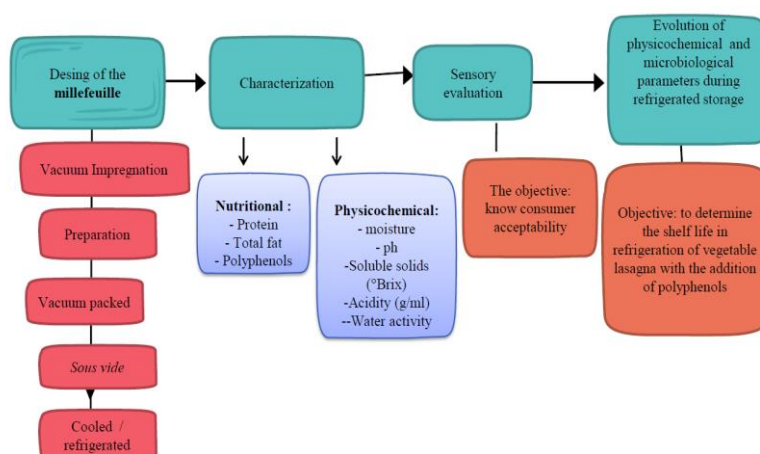 Desing of the
millefeuille
Vacuum Impregnation
Preparation
Vacuum packed
Sous vide
Cooled /
refrigerated
Characterization
Nutritional :
- Protein
- Total fat
- Polyphenols
Physicochemical:
- moisture
- ph
-Soluble solids
(°Brix)
-Acidity (g/ml)
--Water activity
Sensory
evaluation
The objective:
know consumer
acceptability
Evolution of
physicochemical and
microbiological
parameters during
refrigerated storage
Objective: to determine
the shelf life in
refrigeration of vegetable
lasagna with the addition
of polyphenols